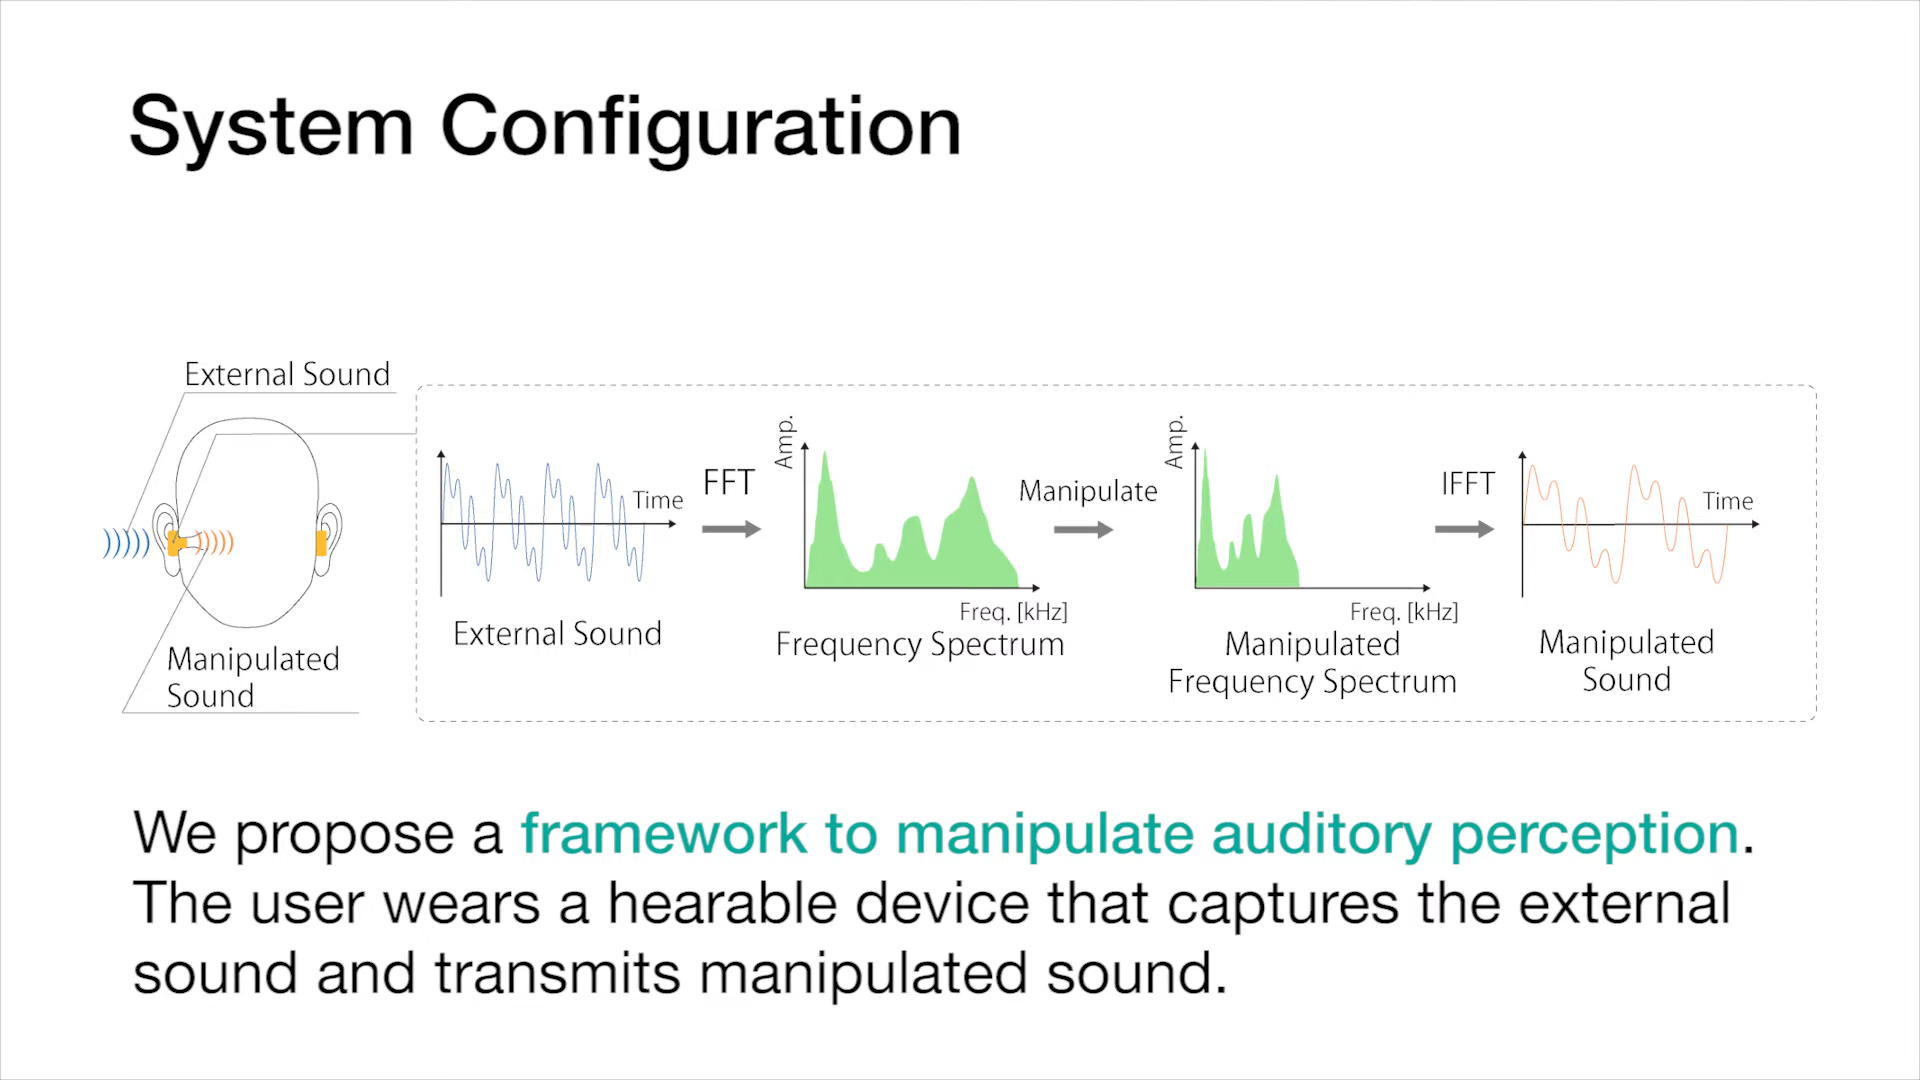 System Configuration
External Sound
Manipulated
Sound
Time
External Sound
FFT
Amp.
Freq. [kHz]
Frequency Spectrum
Manipulate
Amp.
Freq. [kHz]
Manipulated
Frequency Spectrum
IFFT
Time
Manipulated
Sound
We propose a framework to manipulate auditory perception.
The user wears a hearable device that captures the external
sound and transmits manipulated sound.